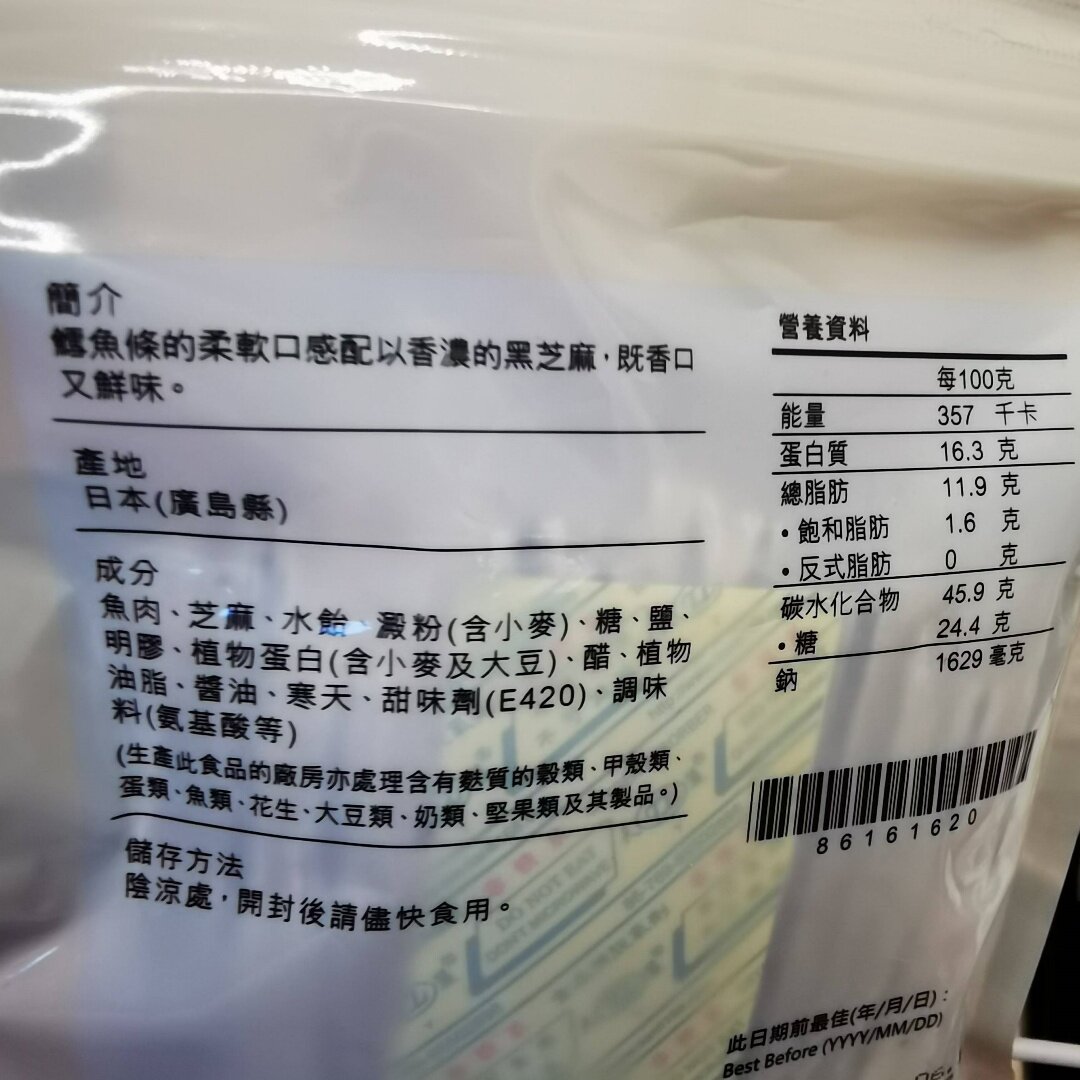 簡介
鱈魚條的柔軟口感配以香濃的黑芝麻，既香口
又鮮味。
產地
日本(廣島縣)
成分
魚肉、芝麻、水飴、澱粉(含小麥)、糖、鹽、
明膠、植物蛋白(含小麥及大豆)、醋、植物
油脂、醬油、寒天、甜味劑(E420)、調味
料(氨基酸等)
(生產此食品的廠房亦處理含有麩質的穀類、甲殼類、
蛋類、魚類、花生、大豆類、奶類、堅果類及其製品。)
儲存方法
陰涼處，開封後請儘快食用。
營養資料
每100克
能量 357 千卡
蛋白質 16.3 克
總脂肪 11.9 克
• 飽和脂肪 1.6 克
• 反式脂肪 0 克
碳水化合物 45.9 克
• 糖 24.4 克
鈉 1629 毫克
86161620
此日期前最佳(年/月/日)：
Best Before (YYYY/MM/DD)